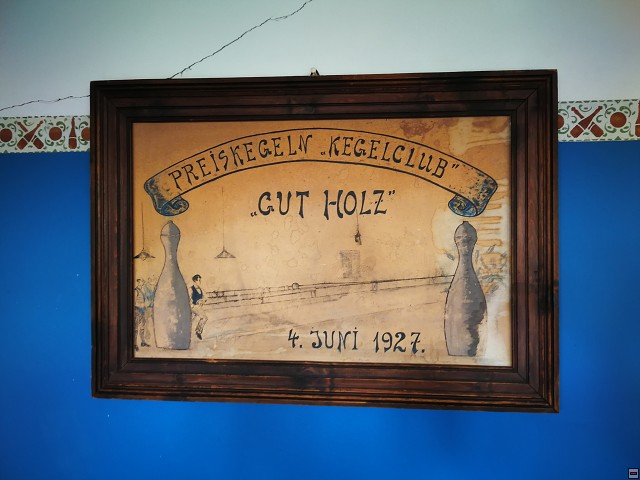 PREISKEGELN „KEGELCLUB"
„GUT HOLZ"
4. JUNI 1927.